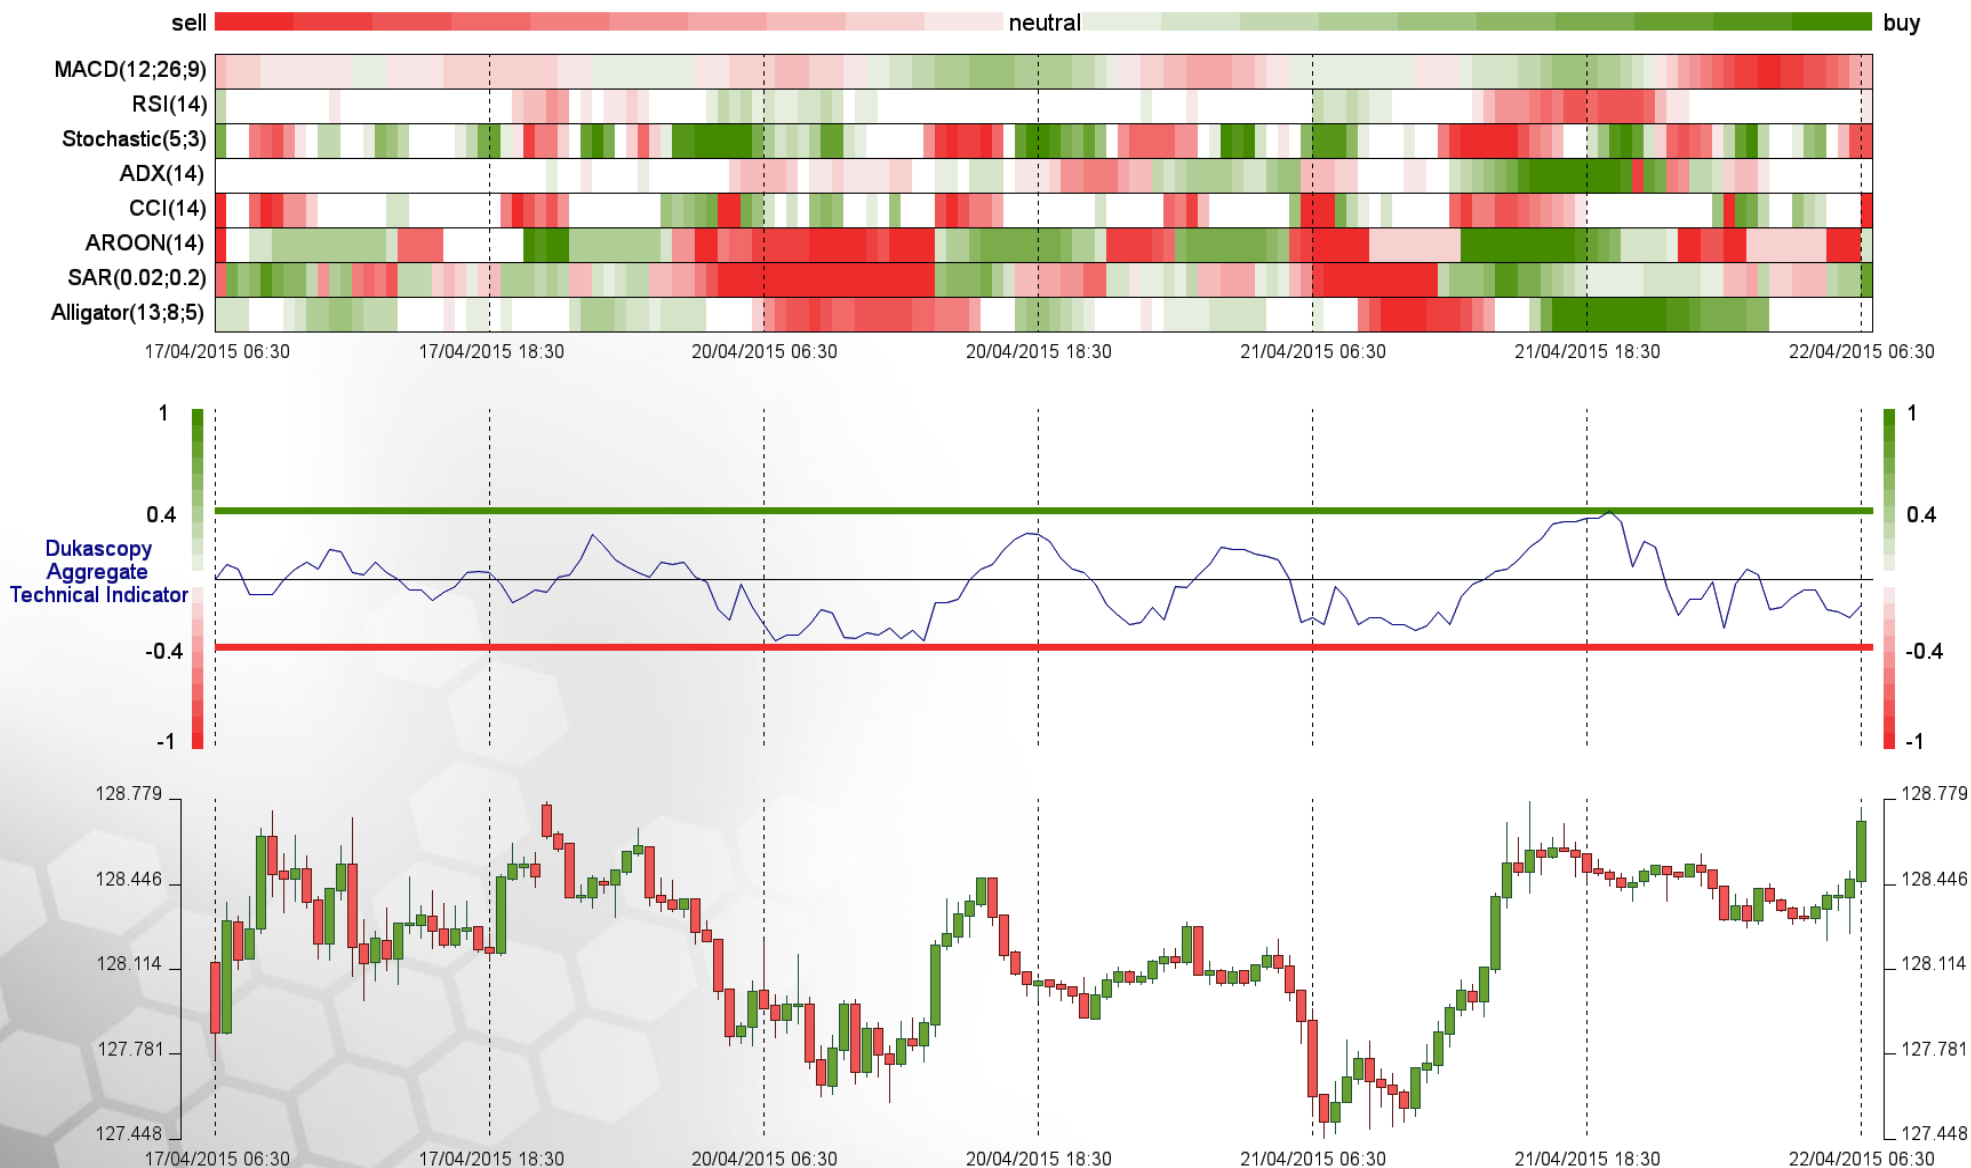 sell neutral buy
MACD(12;26;9)
RSI(14)
Stochastic(5;3)
ADX(14)
CCI(14)
AROON(14)
SAR(0.02;0.2)
Alligator(13;8;5)
17/04/2015 06:30 17/04/2015 18:30 20/04/2015 06:30 20/04/2015 18:30 21/04/2015 06:30 21/04/2015 18:30 22/04/2015 06:30
1 1
0.4 0.4
Dukascopy
Aggregate
Technical Indicator
-0.4 -0.4
-1 -1
128.779 128.779
128.446 128.446
128.114 128.114
127.781 127.781
127.448 127.448
17/04/2015 06:30 17/04/2015 18:30 20/04/2015 06:30 20/04/2015 18:30 21/04/2015 06:30 21/04/2015 18:30 22/04/2015 06:30